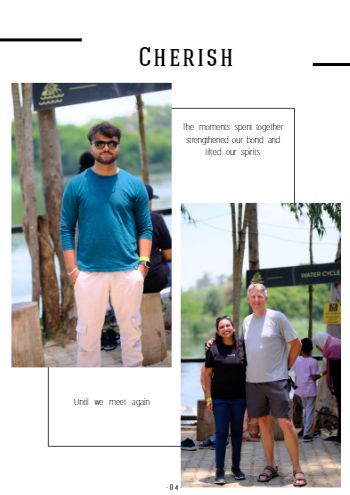 CHERISH
The moments spent together
strengthened our bond and
lifted our spirits
WATER CYCLE
Until we meet again
- 04 -